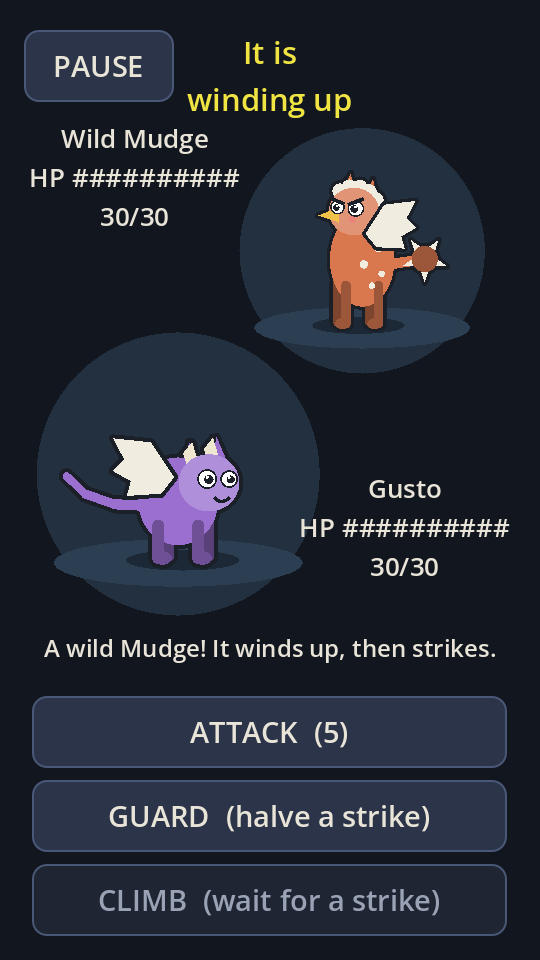 PAUSE
It is
winding up
Wild Mudge
HP ##########
30/30
Gusto
HP ##########
30/30
A wild Mudge! It winds up, then strikes.
ATTACK (5)
GUARD (halve a strike)
CLIMB (wait for a strike)